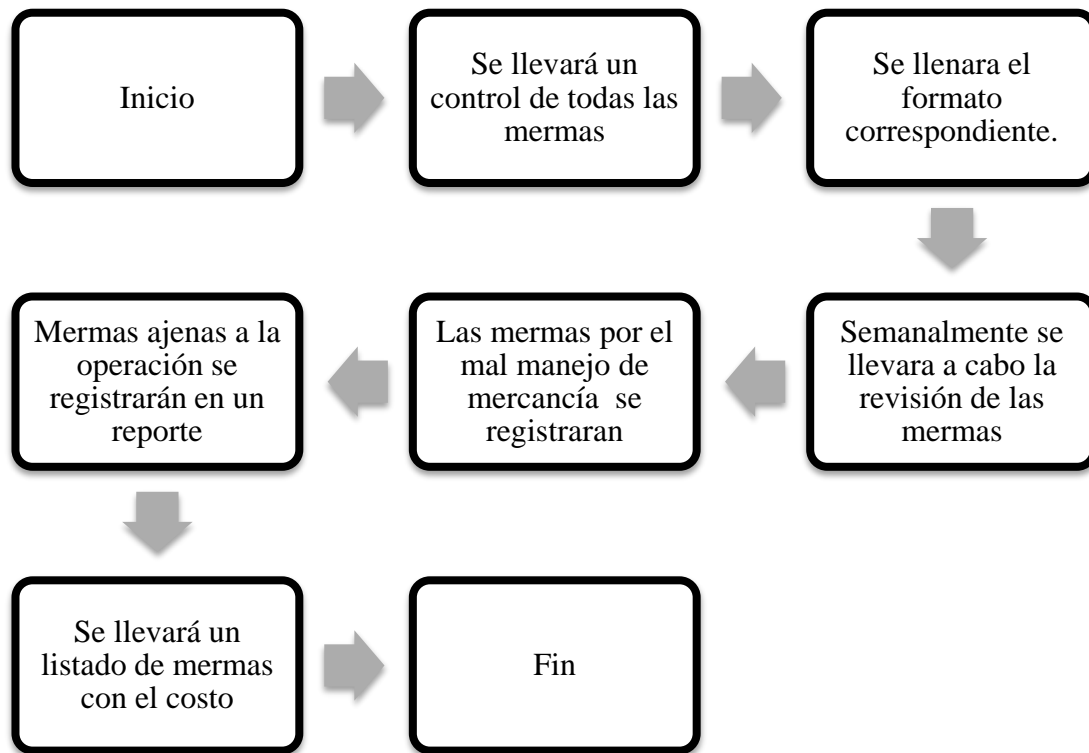 Inicio
Se llevará un
control de todas las
mermas
Se llenara el
formato
correspondiente.
Semanalmente se
llevara a cabo la
revisión de las
mermas
Las mermas por el
mal manejo de
mercancía  se
registraran
Mermas ajenas a la
operación se
registrarán en un
reporte
Se llevará un
listado de mermas
con el costo
Fin